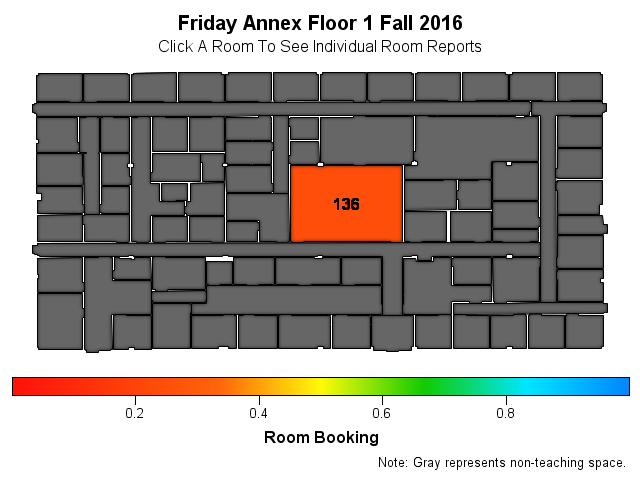 Friday Annex Floor 1 Fall 2016
Click A Room To See Individual Room Reports
136
0.2 0.4 0.6 0.8
Room Booking
Note: Gray represents non-teaching space.